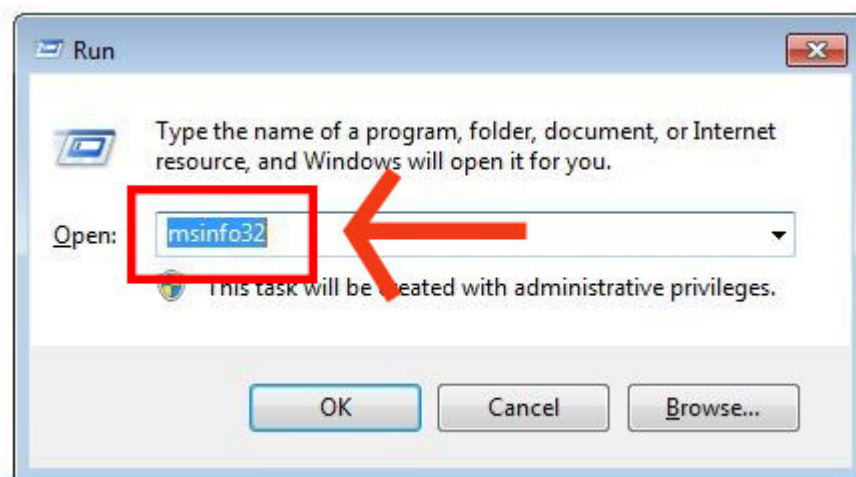 Run
Type the name of a program, folder, document, or Internet
resource, and Windows will open it for you.
Open: msinfo32
This task will be created with administrative privileges.
OK Cancel Browse...